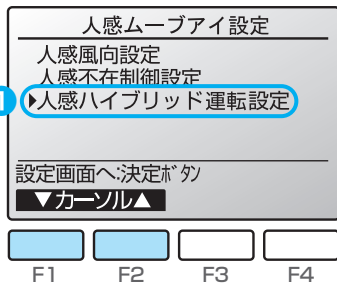 人感ムーブアイ設定
人感風向設定
人感不在制御設定
1 ▶人感ハイブリッド運転設定
設定画面へ:決定ボタン
▼カーソル▲
F1 F2 F3 F4